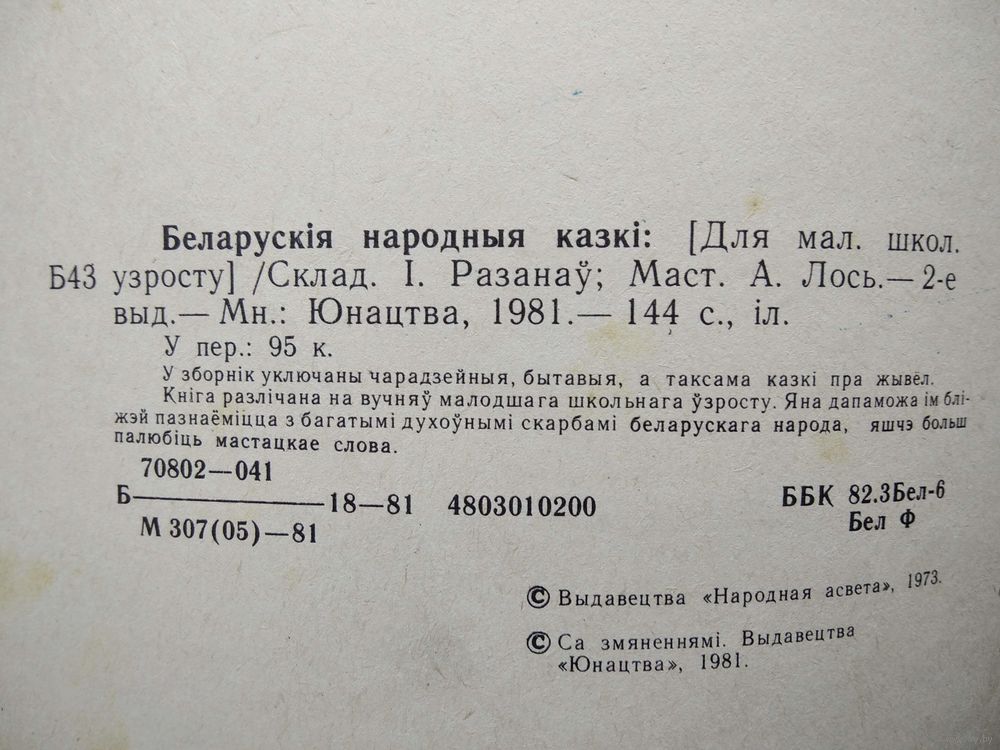 Беларускія народныя казкі: [Для мал. школ.
Б43 узросту] /Склад. І. Разанаў; Маст. А. Лось.— 2-е
выд.— Мн.: Юнацтва, 1981.— 144 с., іл.
У пер.: 95 к.
У зборнік уключаны чарадзейныя, бытавыя, а таксама казкі пра жывёл.
Кніга разлічана на вучняў малодшага школьнага ўзросту. Яна дапаможа імблі-
жэй пазнаёміцца з багатымі духоўнымі скарбамі беларускага народа, яшчэ больш
палюбіць мастацкае слова.
70802—041
Б————18—81 4803010200 ББК 82.3Бел-6
М 307(05)—81 Бел Ф
© Выдавецтва «Народная асвета», 1973.
© Са змяненнямі. Выдавецтва
«Юнацтва», 1981.